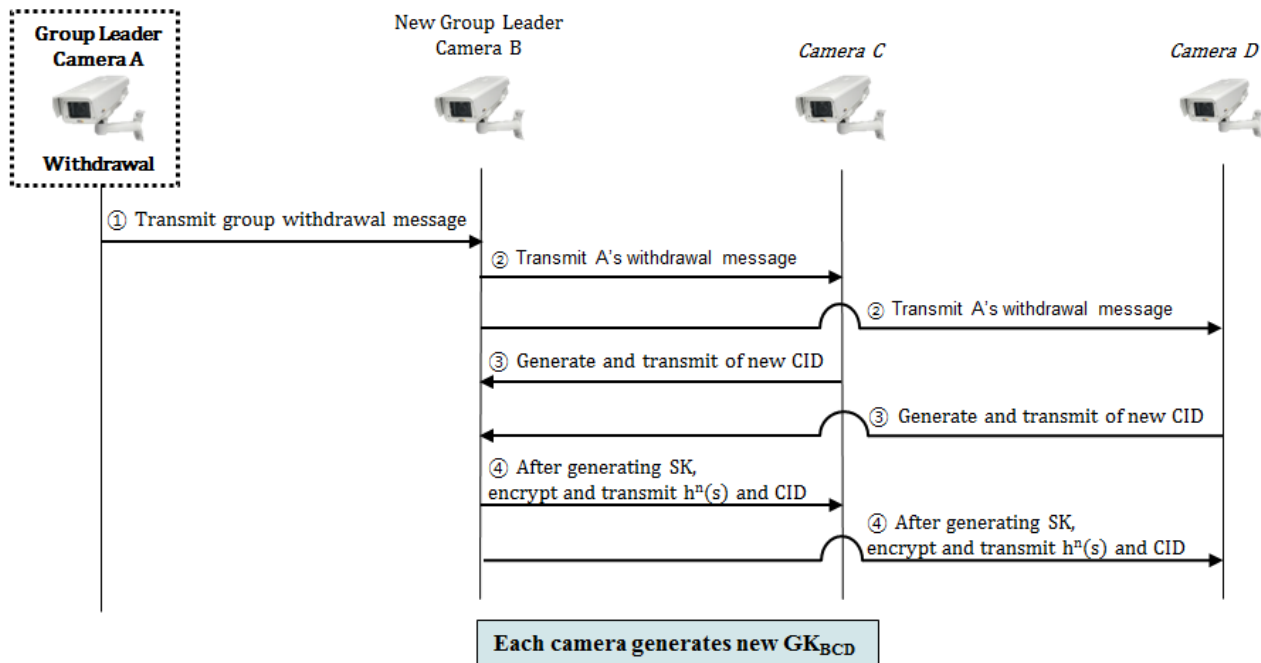 Group Leader
Camera A
Withdrawal
New Group Leader
Camera B
Camera C
Camera D
① Transmit group withdrawal message
② Transmit A's withdrawal message
② Transmit A's withdrawal message
③ Generate and transmit of new CID
③ Generate and transmit of new CID
④ After generating SK,
encrypt and transmit hⁿ(s) and CID
④ After generating SK,
encrypt and transmit hⁿ(s) and CID
Each camera generates new GK_BCD